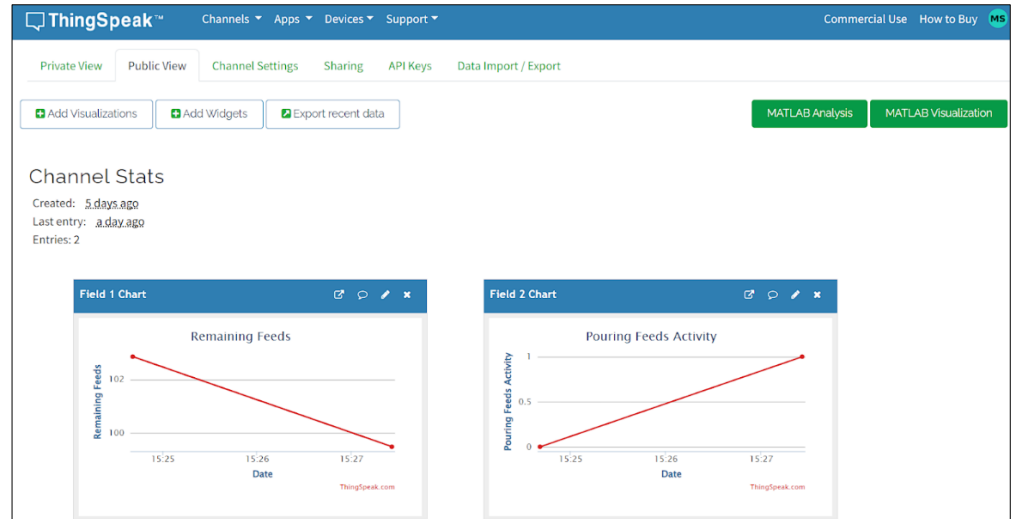 ThingSpeak™ Channels Apps Devices Support Commercial Use How to Buy MS
Private View Public View Channel Settings Sharing API Keys Data Import / Export
Add Visualizations Add Widgets Export recent data MATLAB Analysis MATLAB Visualization
Channel Stats
Created: 5 days ago
Last entry: a day ago
Entries: 2
Field 1 Chart
Remaining Feeds
Remaining Feeds
102
100
15:25 15:26 15:27
Date
ThingSpeak.com
Field 2 Chart
Pouring Feeds Activity
Pouring Feeds Activity
1
0.5
0
15:25 15:26 15:27
Date
ThingSpeak.com